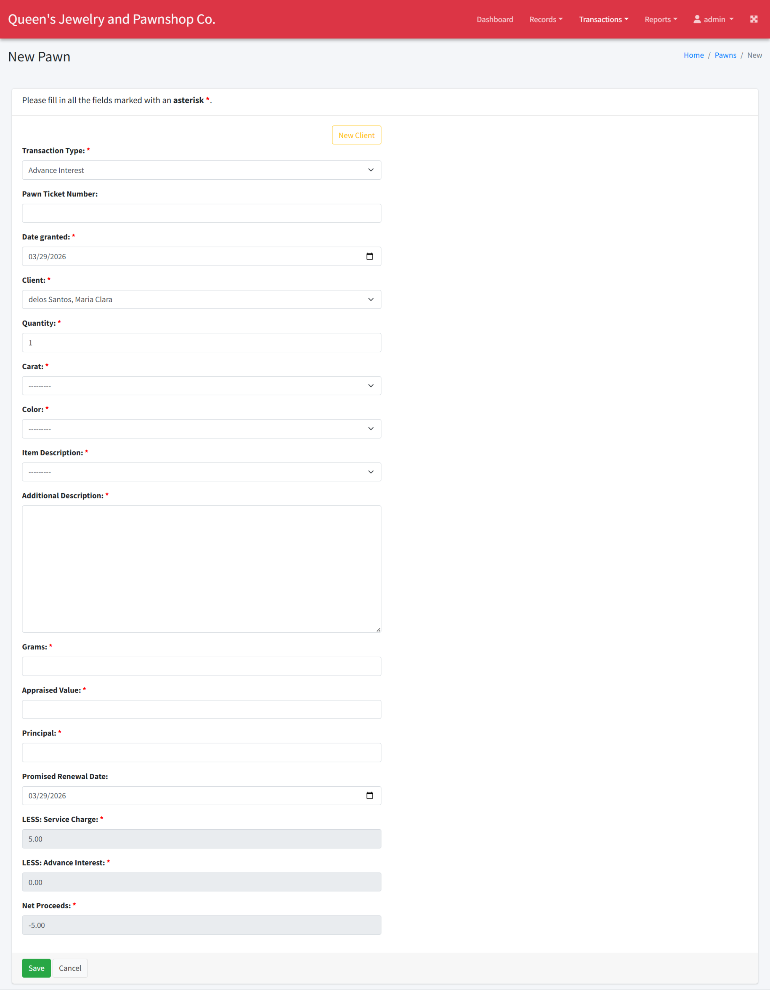 Queen's Jewelry and Pawnshop Co.
Dashboard Records Transactions Reports admin
New Pawn
Home / Pawns / New
Please fill in all the fields marked with an asterisk *.
New Client
Transaction Type: *
Advance Interest
Pawn Ticket Number:
Date granted: *
03/29/2026
Client: *
delos Santos, Maria Clara
Quantity: *
1
Carat: *
---------
Color: *
---------
Item Description: *
---------
Additional Description: *
Grams: *
Appraised Value: *
Principal: *
Promised Renewal Date:
03/29/2026
LESS: Service Charge: *
5.00
LESS: Advance Interest: *
0.00
Net Proceeds: *
-5.00
Save Cancel